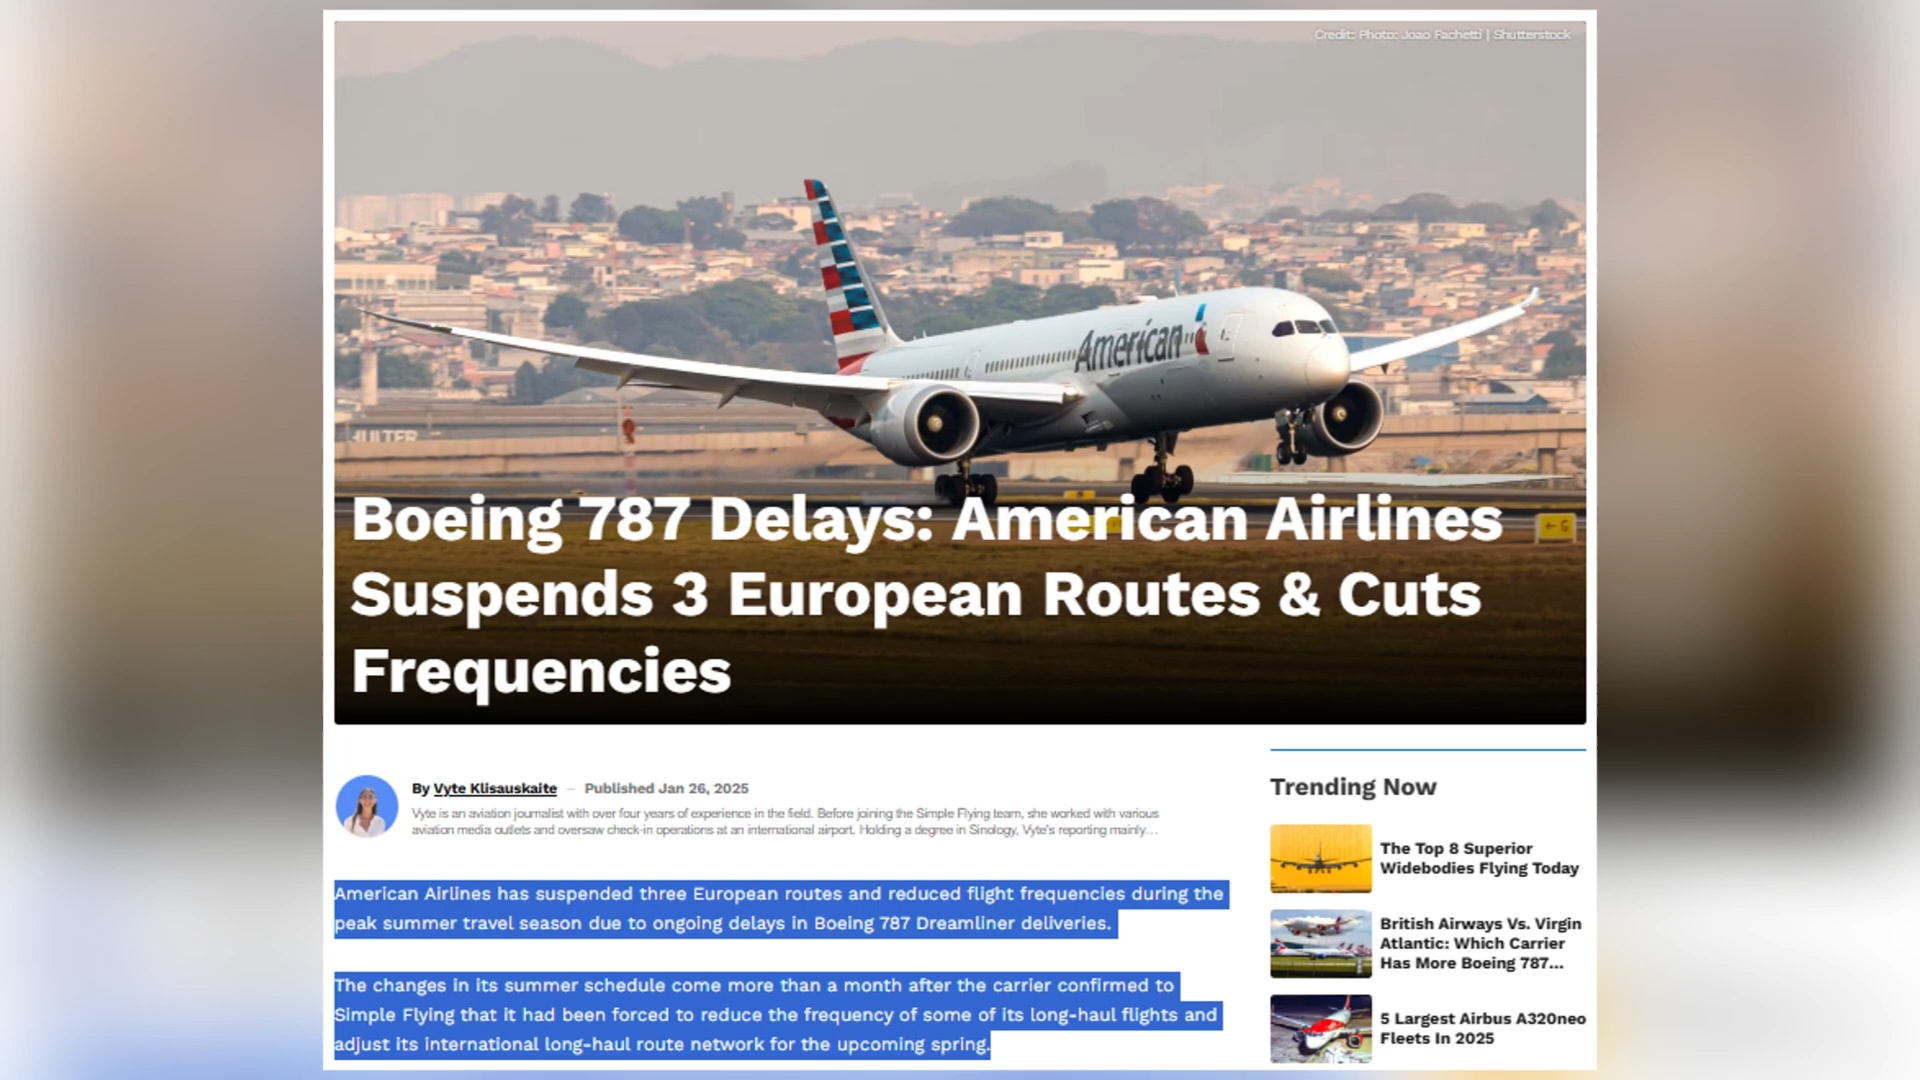 Credit: Photo: Joao Fachetti | Shutterstock
American
HULTER
← G
Boeing 787 Delays: American Airlines
Suspends 3 European Routes & Cuts
Frequencies
By Vyte Klisauskaite — Published Jan 26, 2025
Vyte is an aviation journalist with over four years of experience in the field. Before joining the Simple Flying team, she worked with various
aviation media outlets and oversaw check-in operations at an international airport. Holding a degree in Sinology, Vyte's reporting mainly...
American Airlines has suspended three European routes and reduced flight frequencies during the
peak summer travel season due to ongoing delays in Boeing 787 Dreamliner deliveries.
The changes in its summer schedule come more than a month after the carrier confirmed to
Simple Flying that it had been forced to reduce the frequency of some of its long-haul flights and
adjust its international long-haul route network for the upcoming spring.
Trending Now
The Top 8 Superior
Widebodies Flying Today
British Airways Vs. Virgin
Atlantic: Which Carrier
Has More Boeing 787...
5 Largest Airbus A320neo
Fleets In 2025